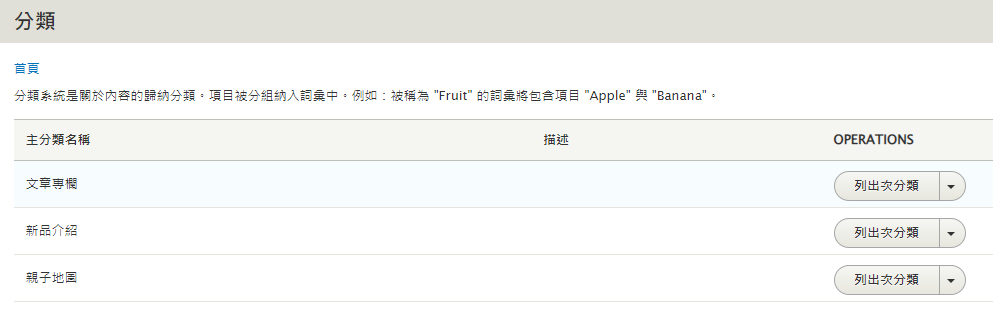 分類
首頁
分類系統是關於內容的歸納分類。項目被分組納入詞彙中。例如：被稱為 "Fruit" 的詞彙將包含項目 "Apple" 與 "Banana"。
主分類名稱 描述 OPERATIONS
文章專欄 列出次分類
新品介紹 列出次分類
親子地圖 列出次分類